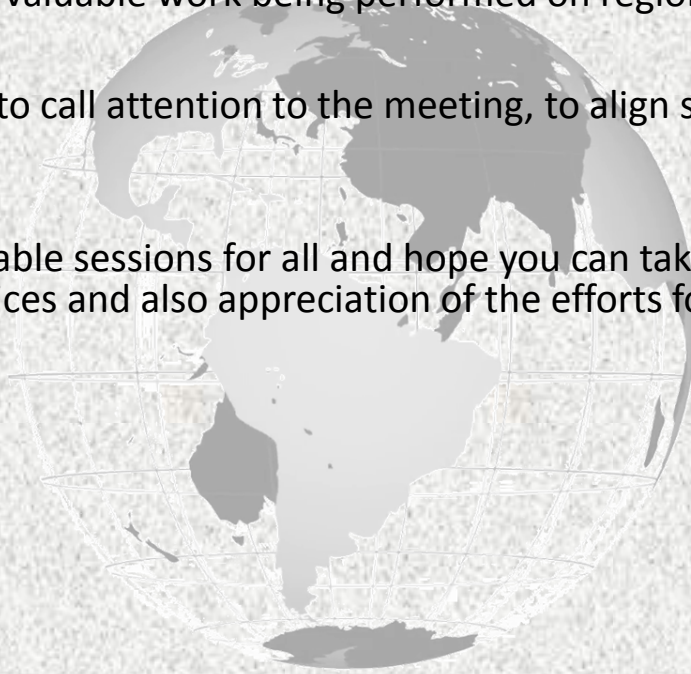 valuable work being performed on regio
to call attention to the meeting, to align s
able sessions for all and hope you can tak
ces and also appreciation of the efforts fo